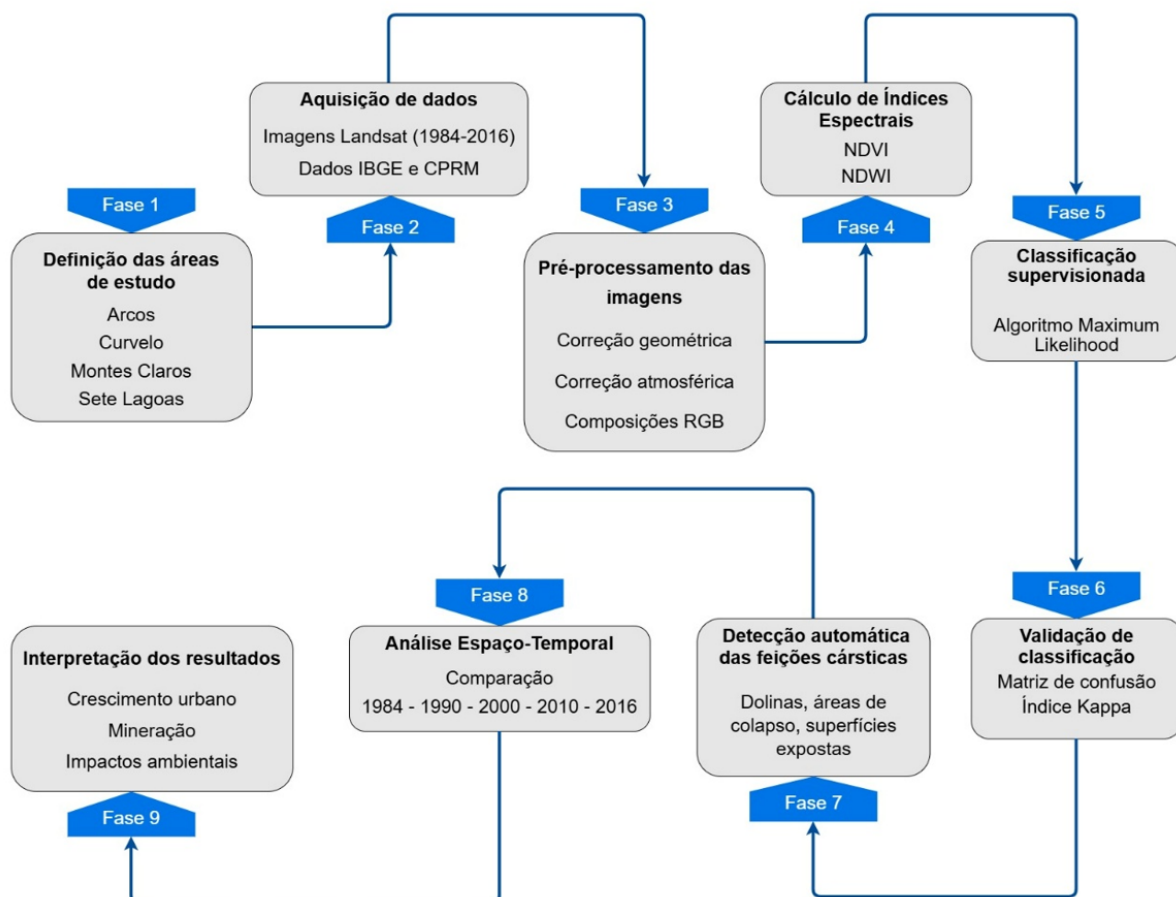 Fase 1
Definição das áreas
de estudo
Arcos
Curvelo
Montes Claros
Sete Lagoas
Aquisição de dados
Imagens Landsat (1984-2016)
Dados IBGE e CPRM
Fase 2
Fase 3
Pré-processamento das
imagens
Correção geométrica
Correção atmosférica
Composições RGB
Cálculo de Índices
Espectrais
NDVI
NDWI
Fase 4
Fase 5
Classificação
supervisionada
Algoritmo Maximum
Likelihood
Fase 6
Validação de
classificação
Matriz de confusão
Índice Kappa
Detecção automática
das feições cársticas
Dolinas, áreas de
colapso, superfícies
expostas
Fase 7
Fase 8
Análise Espaço-Temporal
Comparação
1984 - 1990 - 2000 - 2010 - 2016
Interpretação dos resultados
Crescimento urbano
Mineração
Impactos ambientais
Fase 9